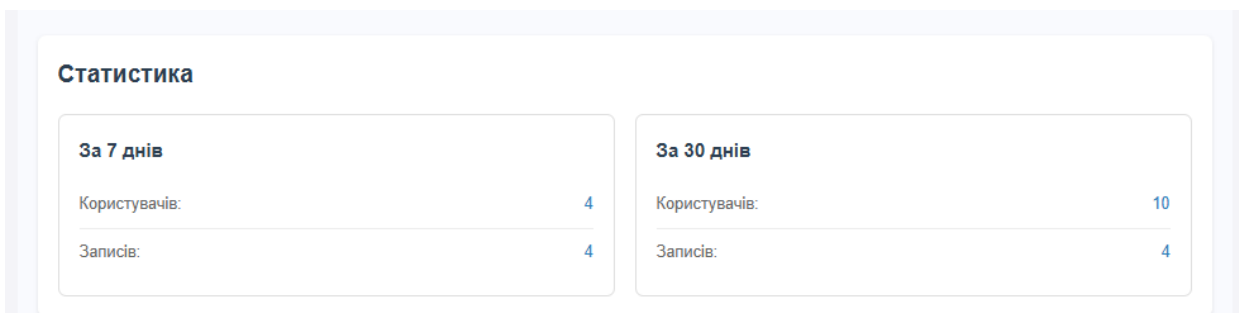 Статистика
За 7 днів
Користувачів: 4
Записів: 4
За 30 днів
Користувачів: 10
Записів: 4